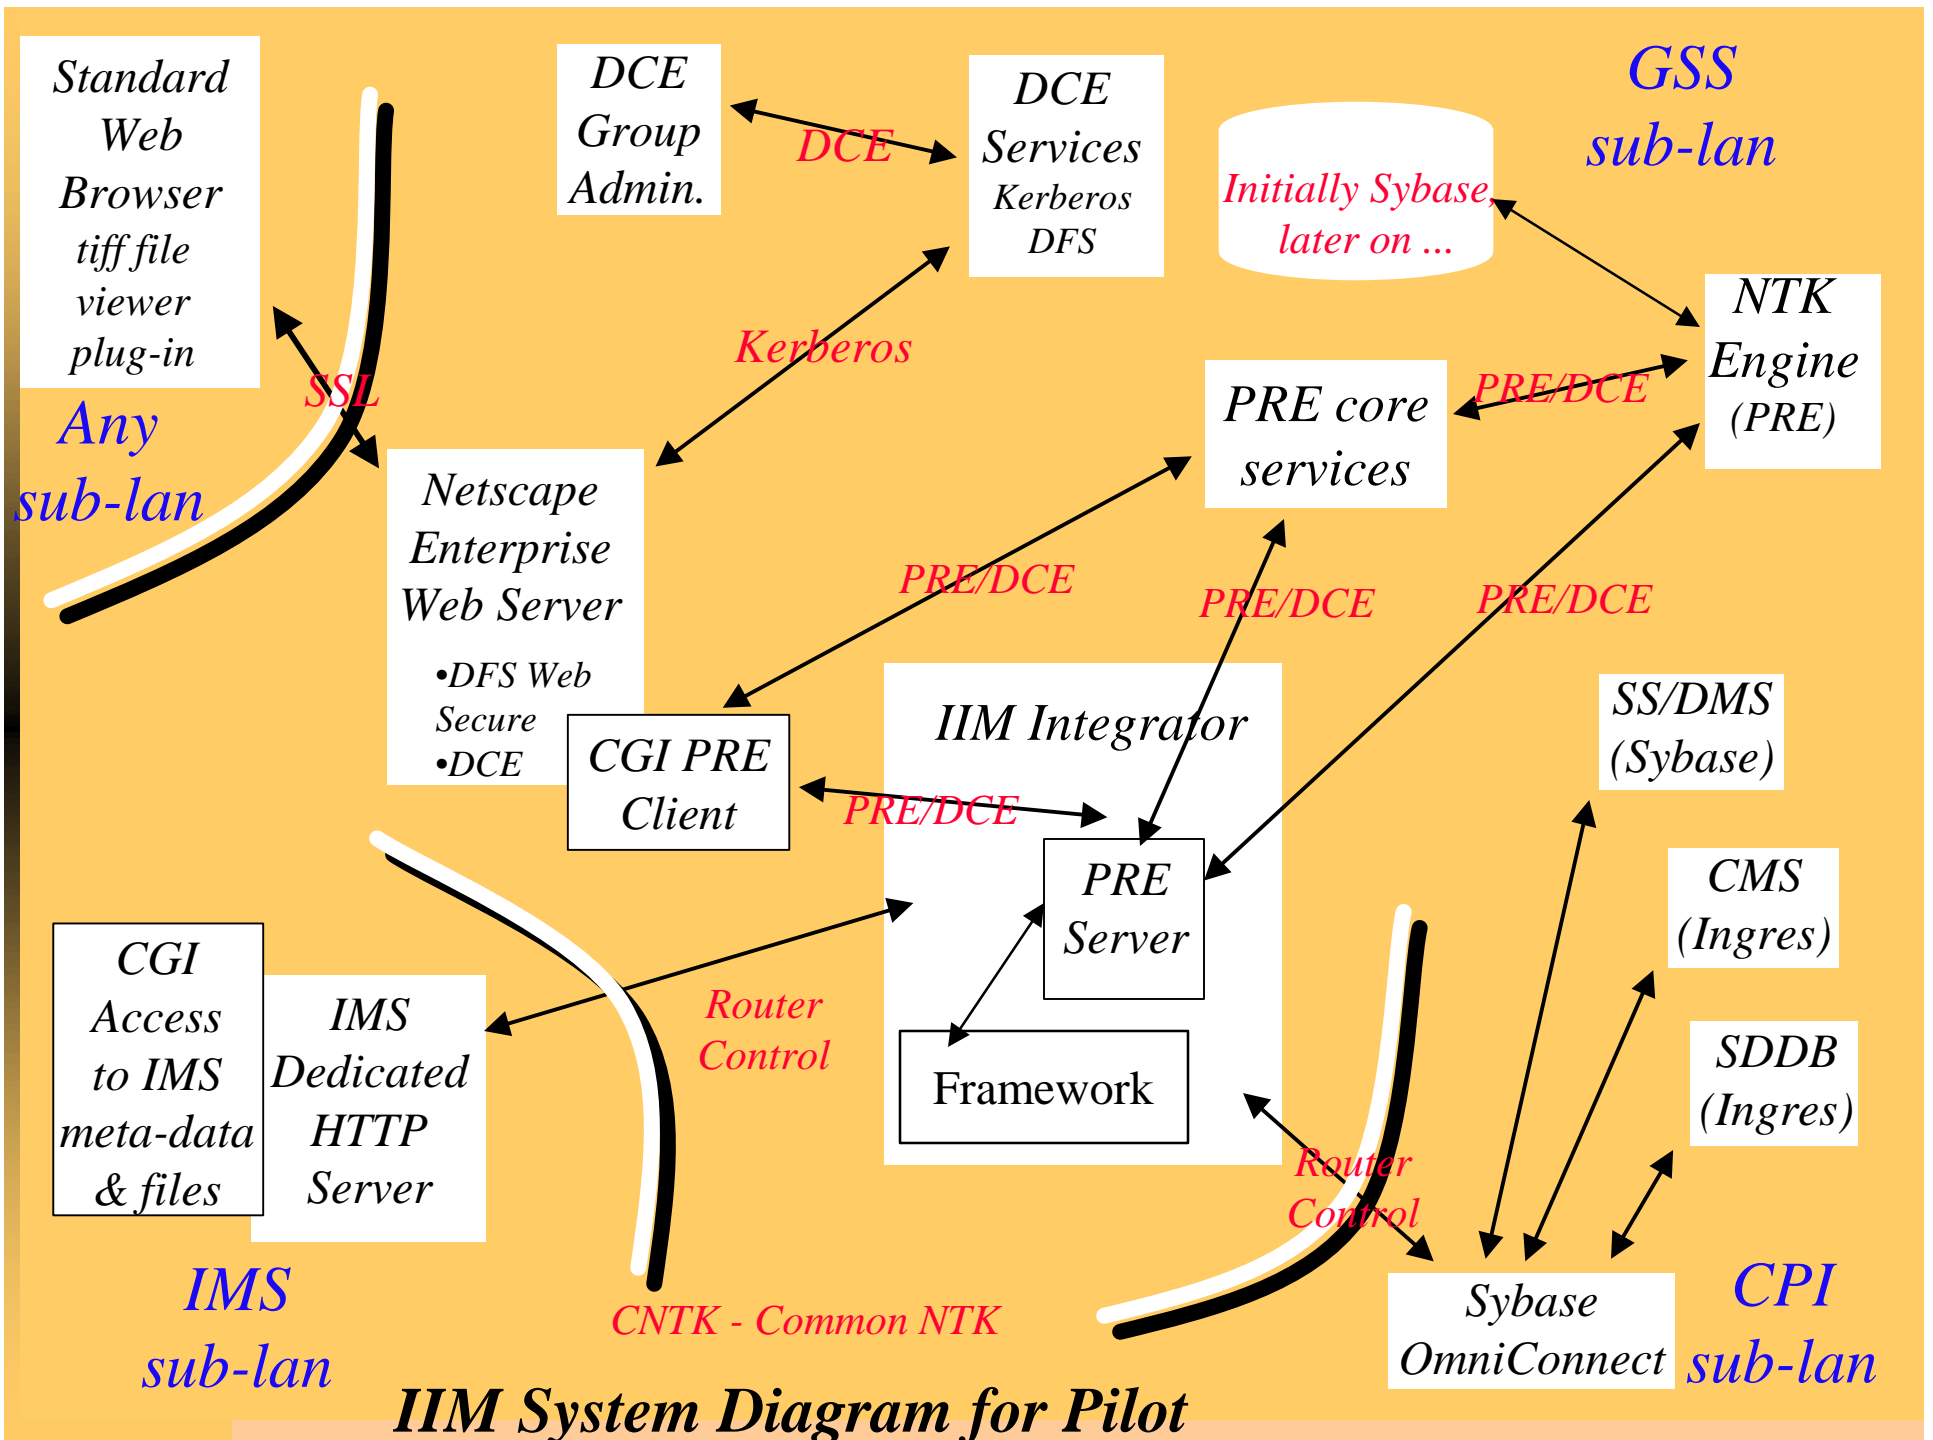 Standard
Web
Browser
tiff file
viewer
plug-in
Any
sub-lan
SSL
DCE
Group
Admin.
DCE
DCE
Services
Kerberos
DFS
Kerberos
Initially Sybase,
later on ...
GSS
sub-lan
NTK
Engine
(PRE)
PRE/DCE
PRE core
services
Netscape
Enterprise
Web Server
•DFS Web
Secure
•DCE
CGI PRE
Client
PRE/DCE
PRE/DCE
PRE/DCE
IIM Integrator
PRE/DCE
PRE
Server
Framework
SS/DMS
(Sybase)
CMS
(Ingres)
SDDB
(Ingres)
CGI
Access
to IMS
meta-data
& files
IMS
Dedicated
HTTP
Server
Router
Control
Router
Control
IMS
sub-lan
CNTK - Common NTK
Sybase
OmniConnect
CPI
sub-lan
IIM System Diagram for Pilot